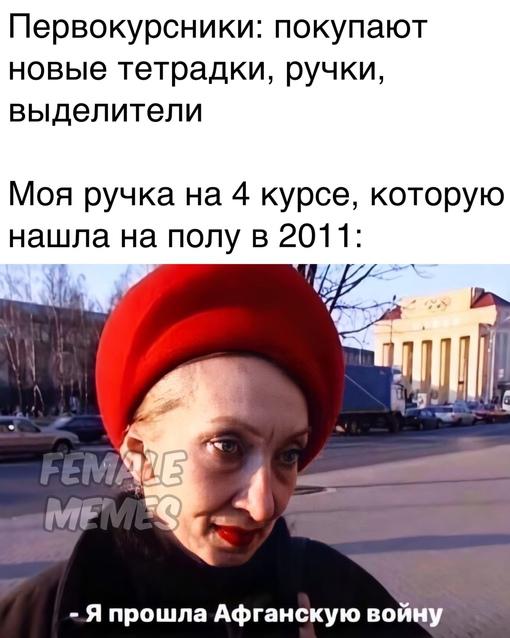 Первокурсники: покупают
новые тетрадки, ручки,
выделители
Моя ручка на 4 курсе, которую
нашла на полу в 2011:
FEMALE
MEMES
- Я прошла Афганскую войну